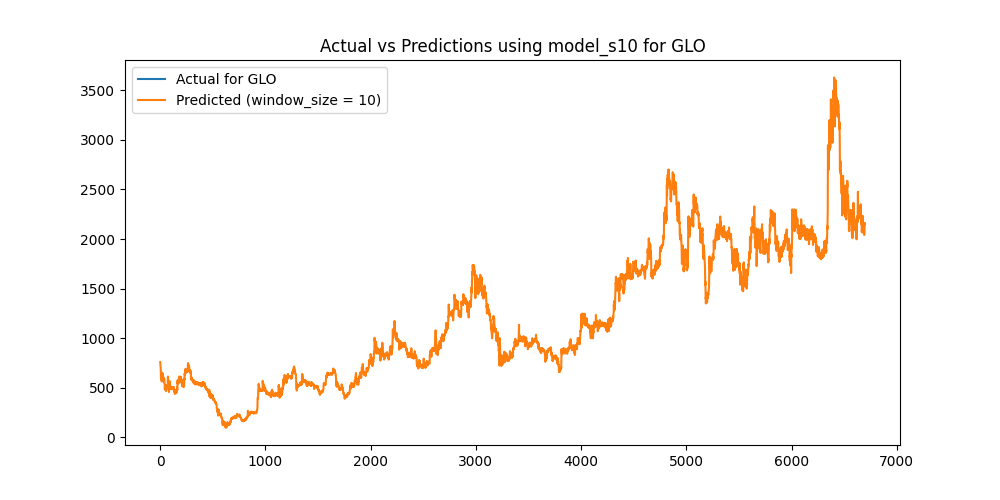 Actual vs Predictions using model_s10 for GLO
Actual for GLO
Predicted (window_size = 10)
3500
3000
2500
2000
1500
1000
500
0
0 1000 2000 3000 4000 5000 6000 7000